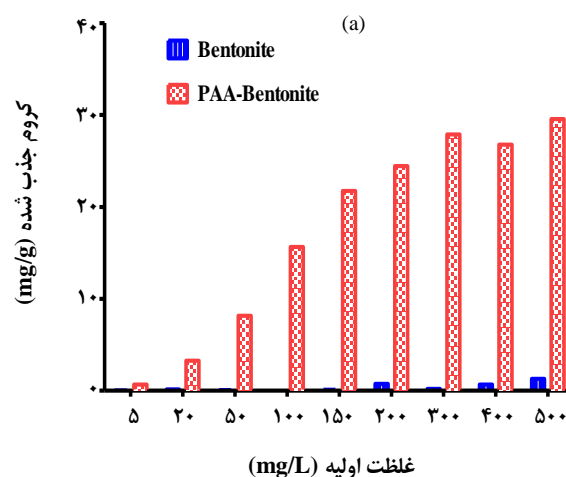 (a)
Bentonite
PAA-Bentonite
کروم جذب شده (mg/g)
۴۰
۳۰
۲۰
۱۰
۰
۵ ۲۰ ۵۰ ۱۰۰ ۱۵۰ ۲۰۰ ۳۰۰ ۴۰۰ ۵۰۰
غلظت اولیه (mg/L)